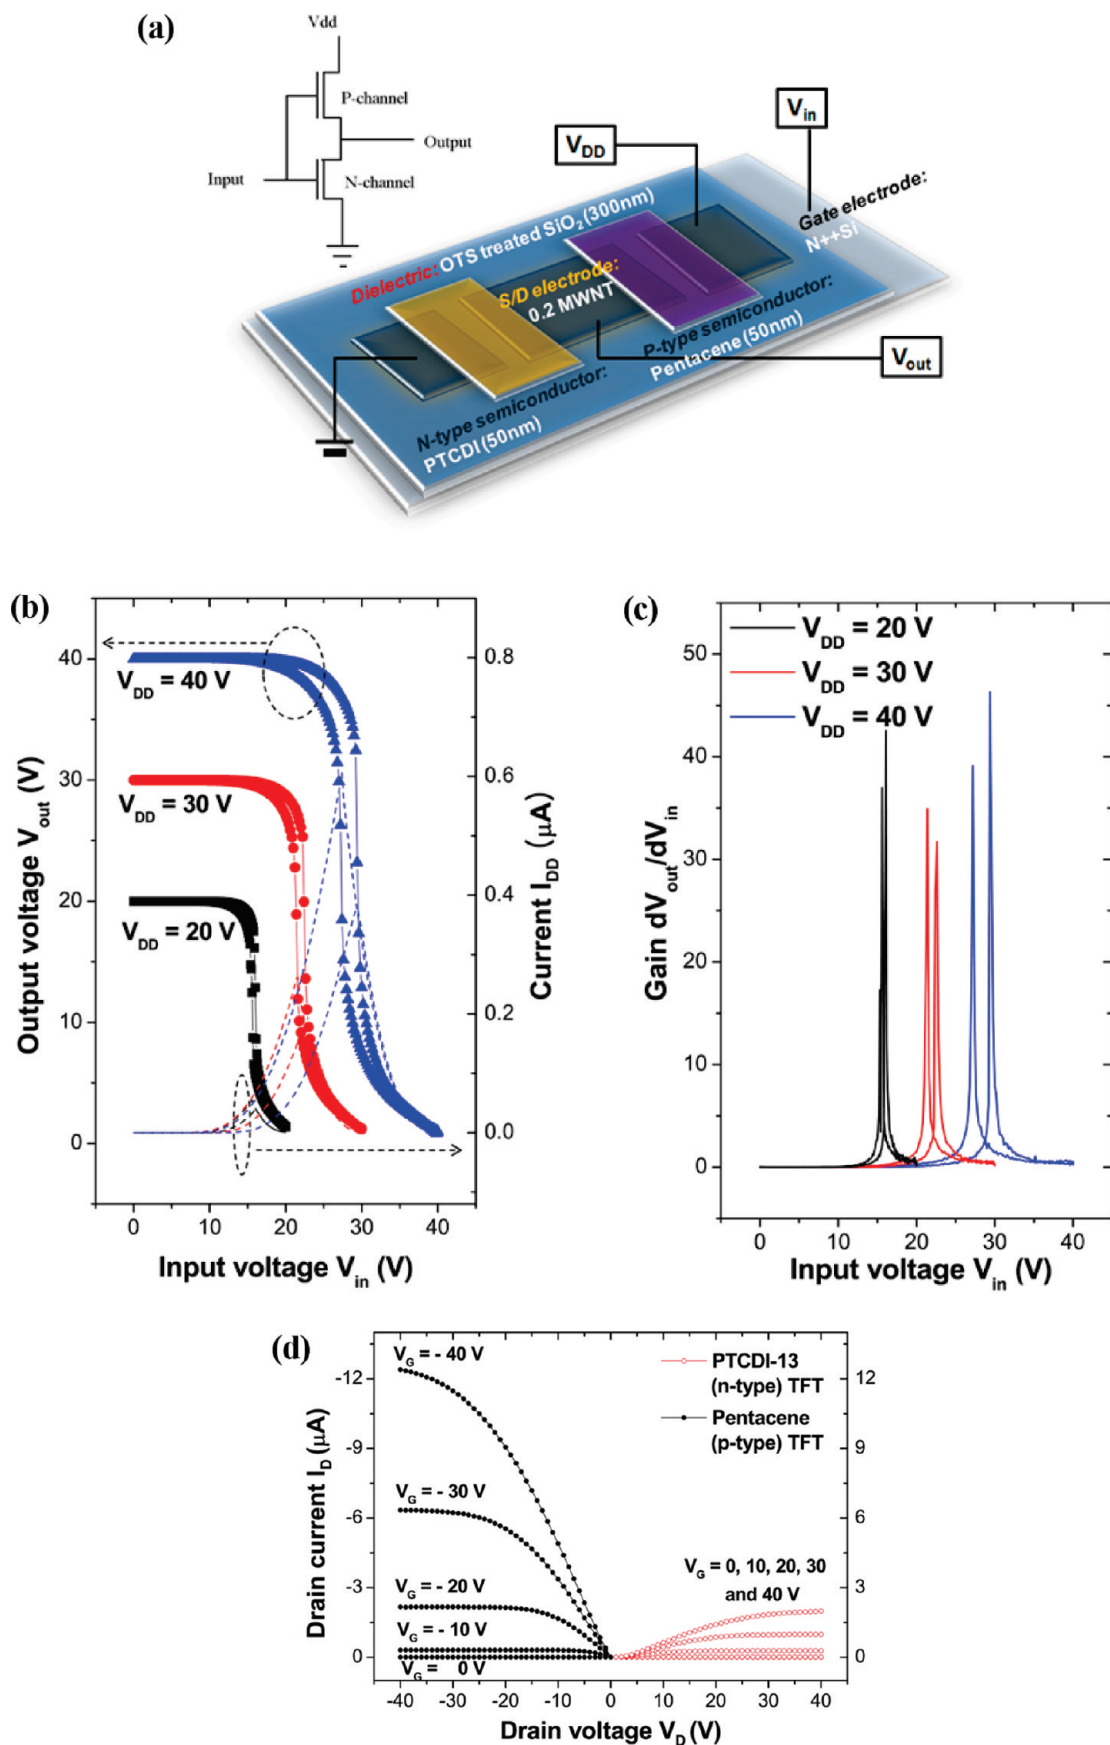 (a)
Vdd
P-channel
Output
Input
N-channel
V_DD
V_in
Gate electrode:
N++Si
Dielectric: OTS treated SiO₂ (300nm)
S/D electrode:
0.2 MWNT
P-type semiconductor:
Pentacene (50nm)
V_out
N-type semiconductor:
PTCDI (50nm)
(b)
Output voltage V_out (V)
40
30
20
10
0
V_DD = 40 V
V_DD = 30 V
V_DD = 20 V
0.8
0.6
0.4
0.2
0.0
Current I_DD (μA)
0 10 20 30 40
Input voltage V_in (V)
(c)
V_DD = 20 V
V_DD = 30 V
V_DD = 40 V
Gain dV_out/dV_in
50
40
30
20
10
0
0 10 20 30 40
Input voltage V_in (V)
(d)
Drain current I_D (μA)
-12
-9
-6
-3
0
V_G = - 40 V
V_G = - 30 V
V_G = - 20 V
V_G = - 10 V
V_G = 0 V
PTCDI-13
(n-type) TFT
Pentacene
(p-type) TFT
V_G = 0, 10, 20, 30
and 40 V
12
9
6
3
0
-40 -30 -20 -10 0 10 20 30 40
Drain voltage V_D (V)